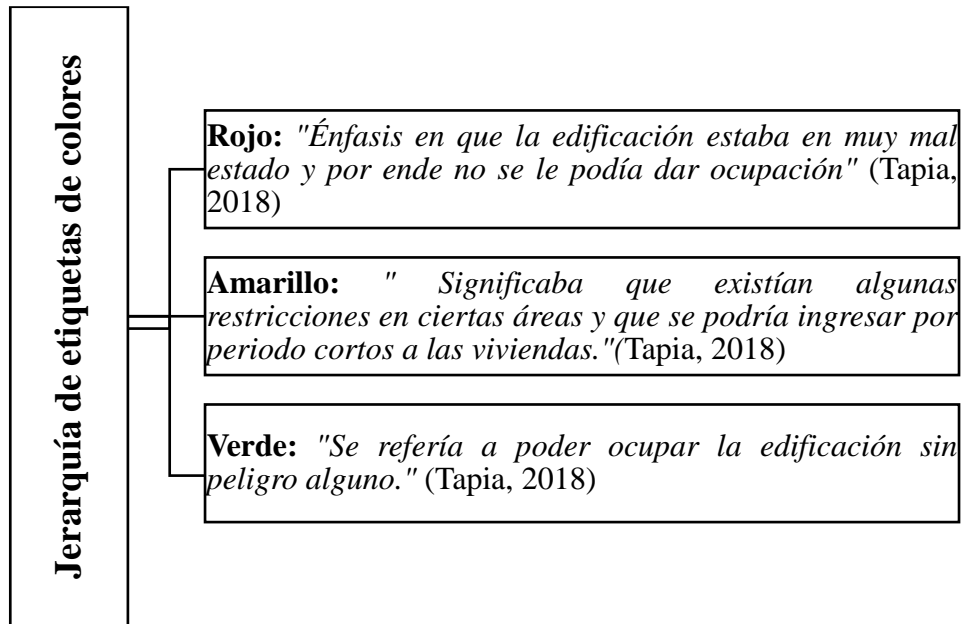 Jerarquía de etiquetas de colores
Rojo: "Énfasis en que la edificación estaba en muy mal
estado y por ende no se le podía dar ocupación" (Tapia,
2018)
Amarillo: " Significaba que existían algunas
restricciones en ciertas áreas y que se podría ingresar por
periodo cortos a las viviendas."(Tapia, 2018)
Verde: "Se refería a poder ocupar la edificación sin
peligro alguno." (Tapia, 2018)